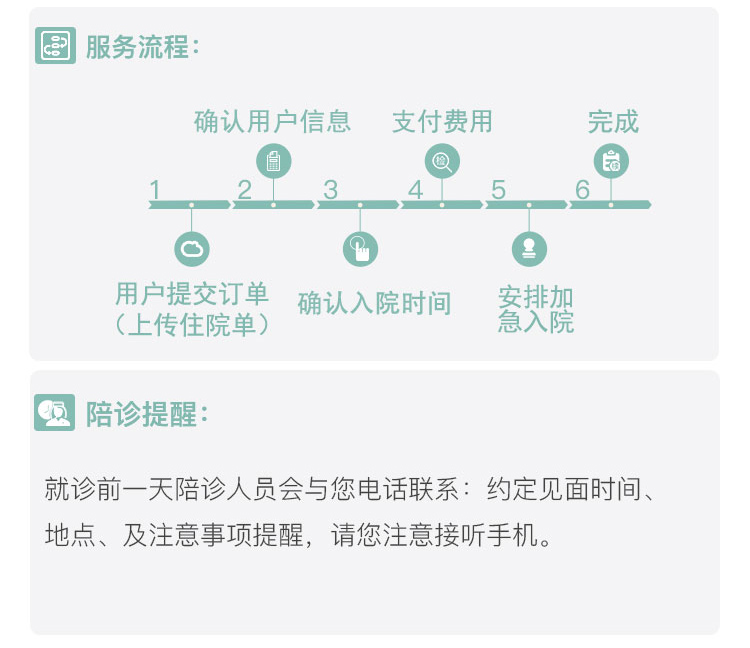 服务流程：
确认用户信息
支付费用
完成
1
2
3
4
5
6
用户提交订单
（上传住院单）
确认入院时间
安排加
急入院
陪诊提醒：
就诊前一天陪诊人员会与您电话联系：约定见面时间、
地点、及注意事项提醒，请您注意接听手机。